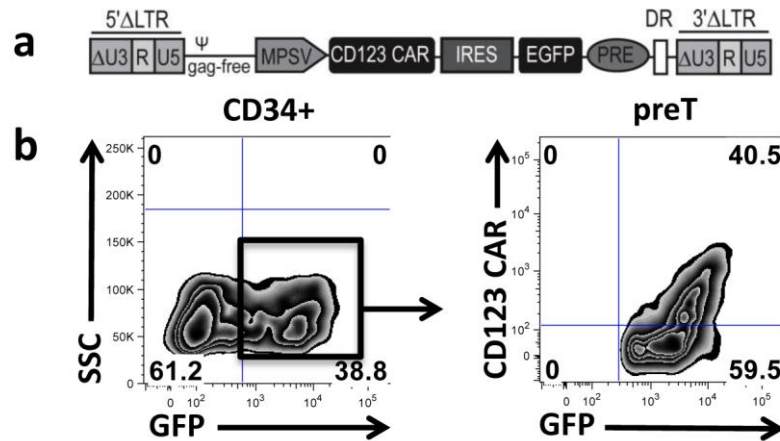 a
5'ΔLTR
Ψ
DR
3'ΔLTR
ΔU3 R U5
gag-free
MPSV
CD123 CAR
IRES
EGFP
PRE
ΔU3 R U5
b
CD34+
250K
200K
150K
100K
50K
0
0 0
61.2 38.8
0 10² 10³ 10⁴ 10⁵
SSC
GFP
preT
10⁵
10⁴
10³
10²
0
0 40.5
0 59.5
0 10² 10³ 10⁴ 10⁵
CD123 CAR
GFP